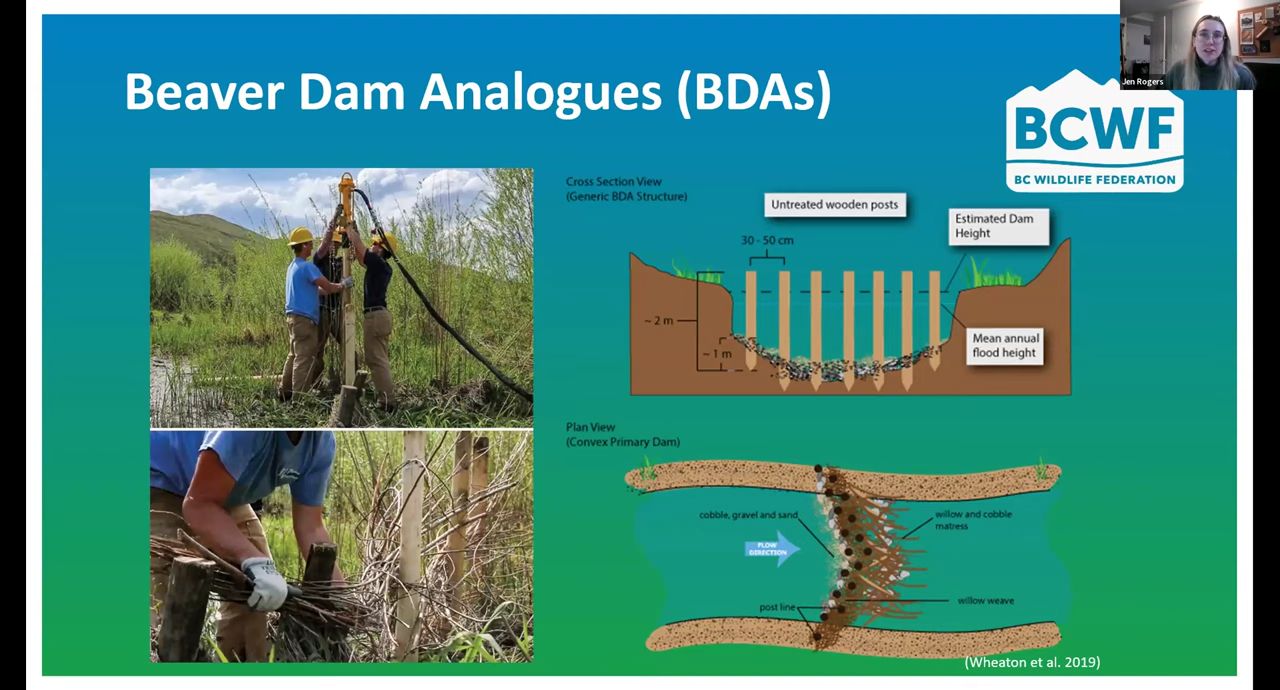 Jen Rogers
Beaver Dam Analogues (BDAs)
BCWF
BC WILDLIFE FEDERATION
Cross Section View
(Generic BDA Structure)
Untreated wooden posts
Estimated Dam
Height
30 - 50 cm
~ 2 m
~ 1 m
Mean annual
flood height
Plan View
(Convex Primary Dam)
cobble, gravel and sand
willow and cobble
matress
FLOW
DIRECTION
post line
willow weave
(Wheaton et al. 2019)